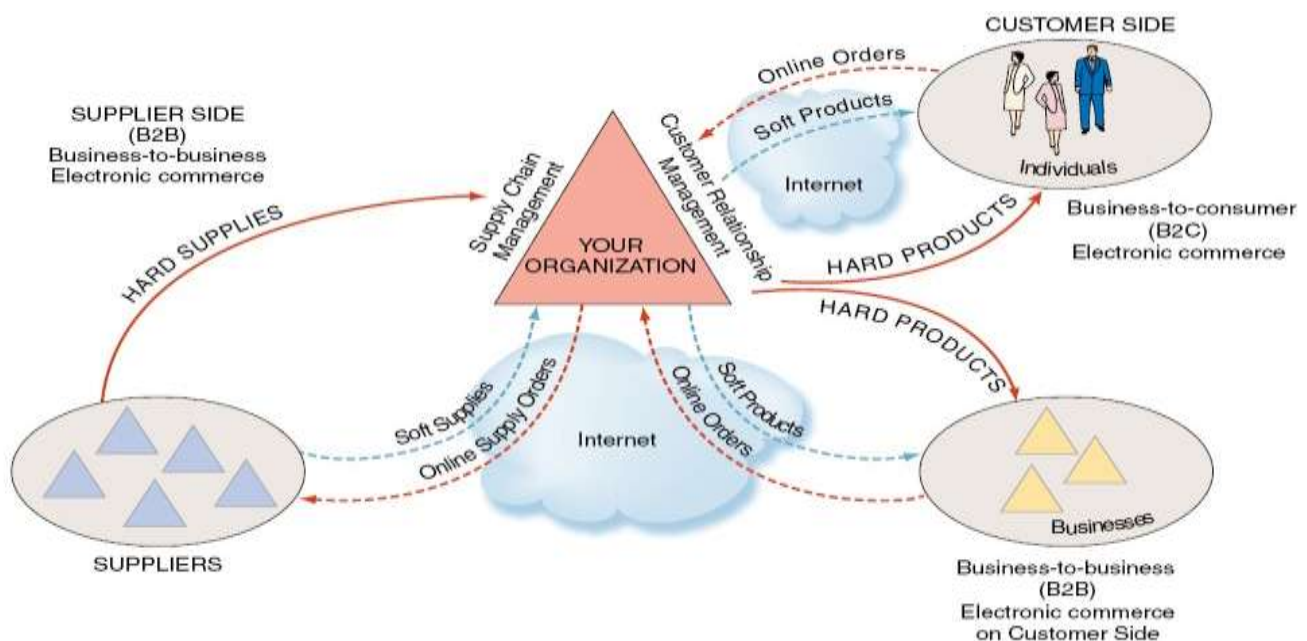 CUSTOMER SIDE
Online Orders
Soft Products
Internet
Individuals
Business-to-consumer
(B2C)
Electronic commerce
SUPPLIER SIDE
(B2B)
Business-to-business
Electronic commerce
HARD SUPPLIES
Supply Chain
Management
YOUR
ORGANIZATION
Customer Relationship
Management
HARD PRODUCTS
HARD PRODUCTS
Soft Supplies
Online Supply Orders
Internet
Online Orders
Soft Products
SUPPLIERS
Businesses
Business-to-business
(B2B)
Electronic commerce
on Customer Side